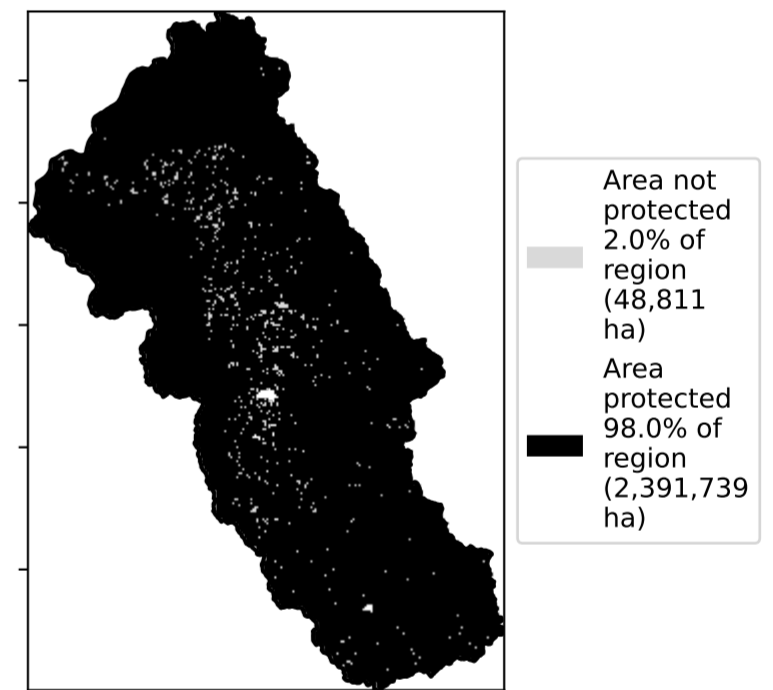 Area not
protected
2.0% of
region
(48,811
ha)
Area
protected
98.0% of
region
(2,391,739
ha)